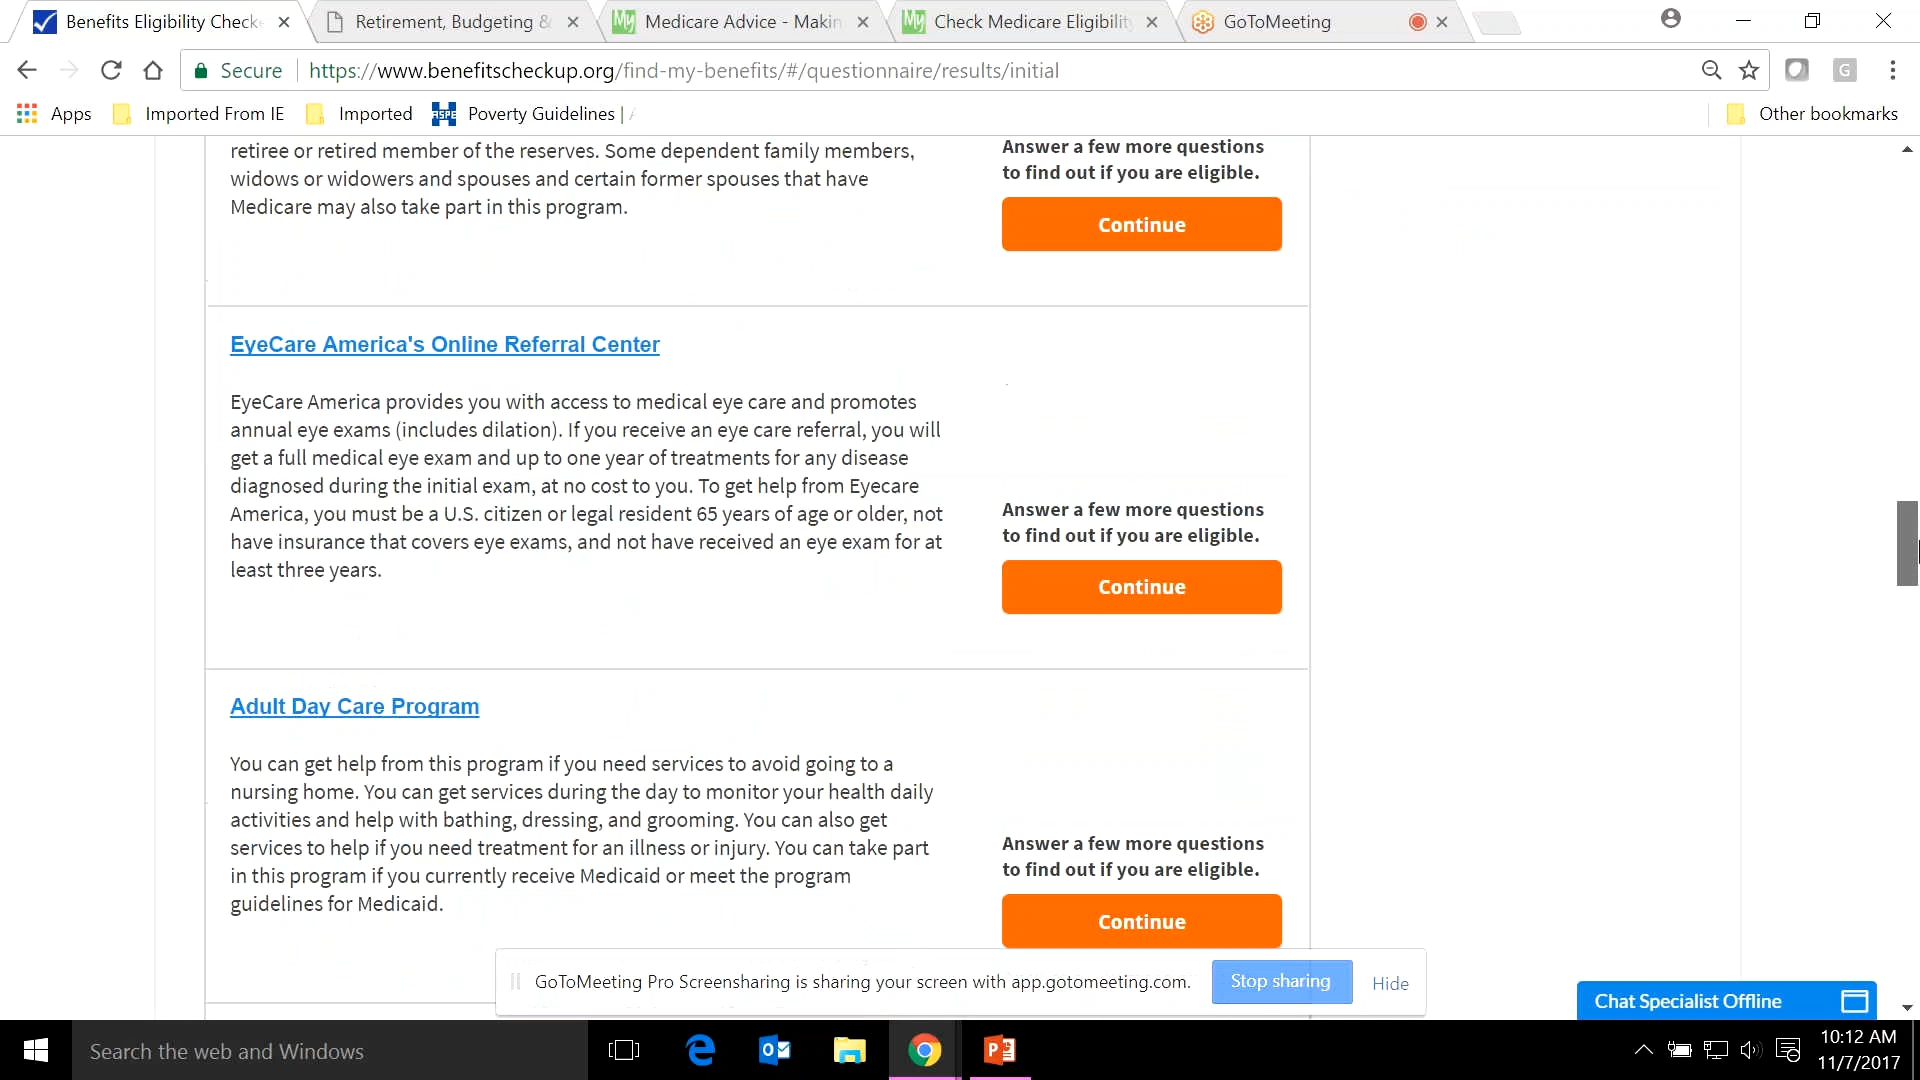 Benefits Eligibility Check
Retirement, Budgeting &
My Medicare Advice - Makin
My Check Medicare Eligibility
GoToMeeting
Secure https://www.benefitscheckup.org/find-my-benefits/#/questionnaire/results/initial
G
Apps Imported From IE Imported ASPE Poverty Guidelines | Other bookmarks
retiree or retired member of the reserves. Some dependent family members,
widows or widowers and spouses and certain former spouses that have
Medicare may also take part in this program.
Answer a few more questions
to find out if you are eligible.
Continue
EyeCare America's Online Referral Center
EyeCare America provides you with access to medical eye care and promotes
annual eye exams (includes dilation). If you receive an eye care referral, you will
get a full medical eye exam and up to one year of treatments for any disease
diagnosed during the initial exam, at no cost to you. To get help from Eyecare
America, you must be a U.S. citizen or legal resident 65 years of age or older, not
have insurance that covers eye exams, and not have received an eye exam for at
least three years.
Answer a few more questions
to find out if you are eligible.
Continue
Adult Day Care Program
You can get help from this program if you need services to avoid going to a
nursing home. You can get services during the day to monitor your health daily
activities and help with bathing, dressing, and grooming. You can also get
services to help if you need treatment for an illness or injury. You can take part
in this program if you currently receive Medicaid or meet the program
guidelines for Medicaid.
Answer a few more questions
to find out if you are eligible.
Continue
GoToMeeting Pro Screensharing is sharing your screen with app.gotomeeting.com. Stop sharing Hide
Chat Specialist Offline
Search the web and Windows
10:12 AM
11/7/2017